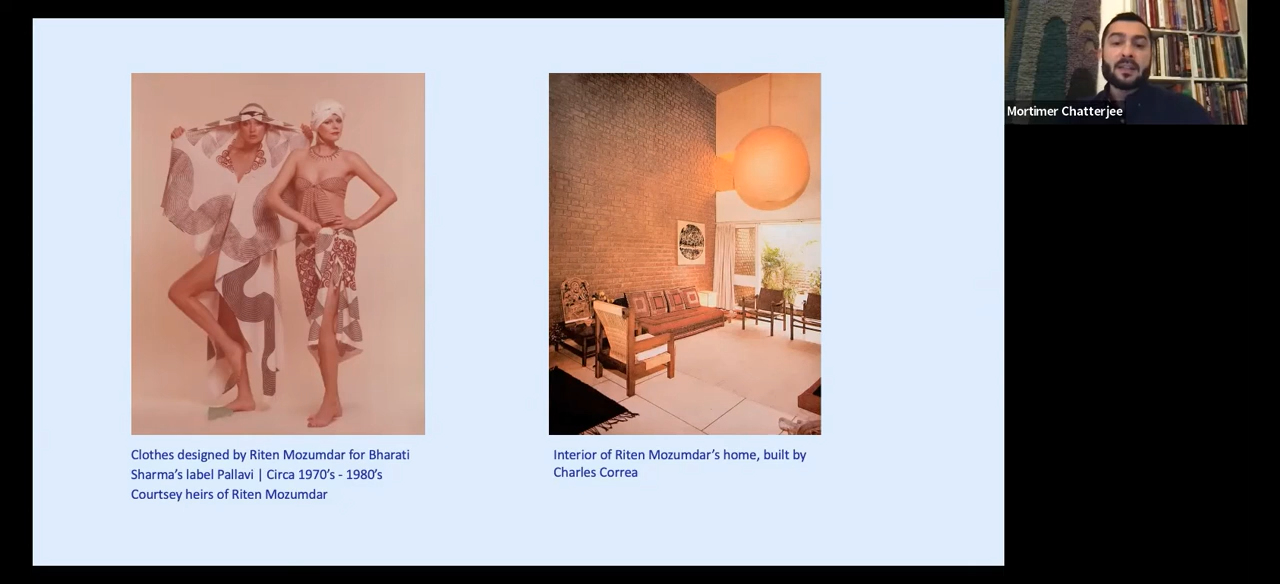 Mortimer Chatterjee
Clothes designed by Riten Mozumdar for Bharati
Sharma's label Pallavi | Circa 1970's - 1980's
Courtsey heirs of Riten Mozumdar
Interior of Riten Mozumdar's home, built by
Charles Correa